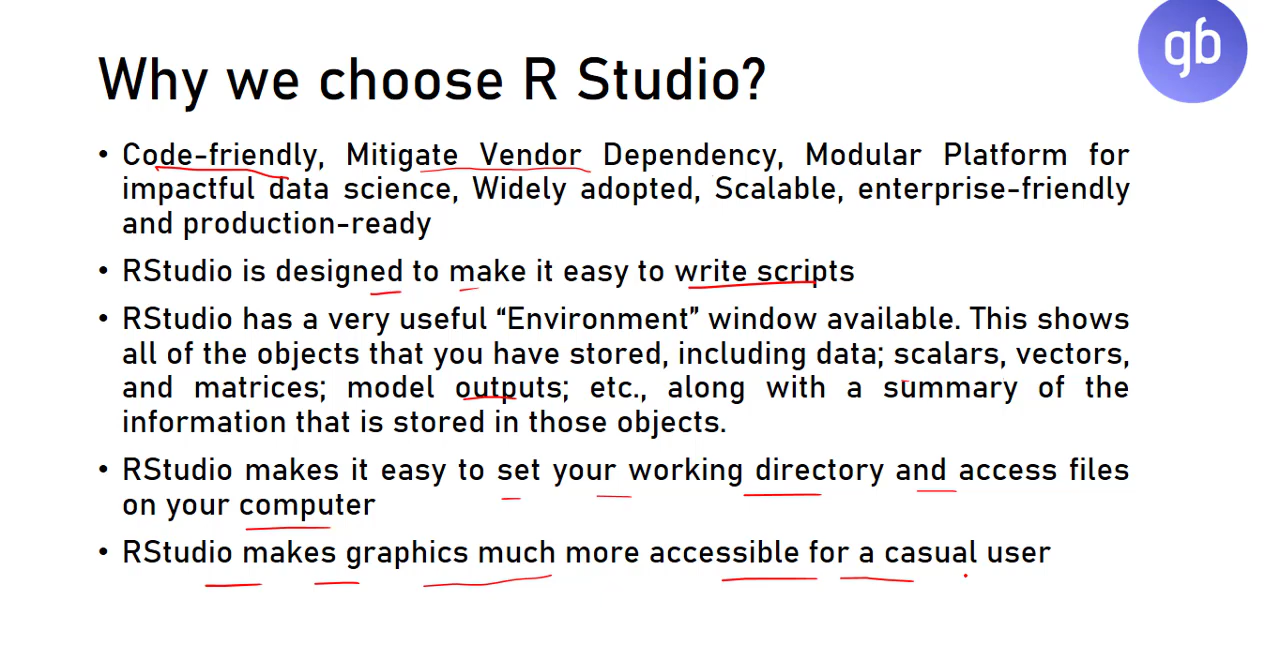 gb
Why we choose R Studio?
• Code-friendly, Mitigate Vendor Dependency, Modular Platform for
impactful data science, Widely adopted, Scalable, enterprise-friendly
and production-ready
• RStudio is designed to make it easy to write scripts
• RStudio has a very useful “Environment” window available. This shows
all of the objects that you have stored, including data; scalars, vectors,
and matrices; model outputs; etc., along with a summary of the
information that is stored in those objects.
• RStudio makes it easy to set your working directory and access files
on your computer
• RStudio makes graphics much more accessible for a casual user